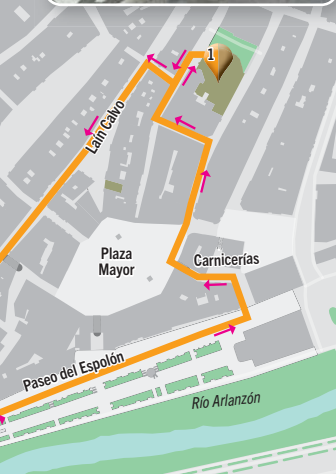 1
Laín Calvo
Plaza
Mayor
Carnicerías
Paseo del Espolón
Río Arlanzón